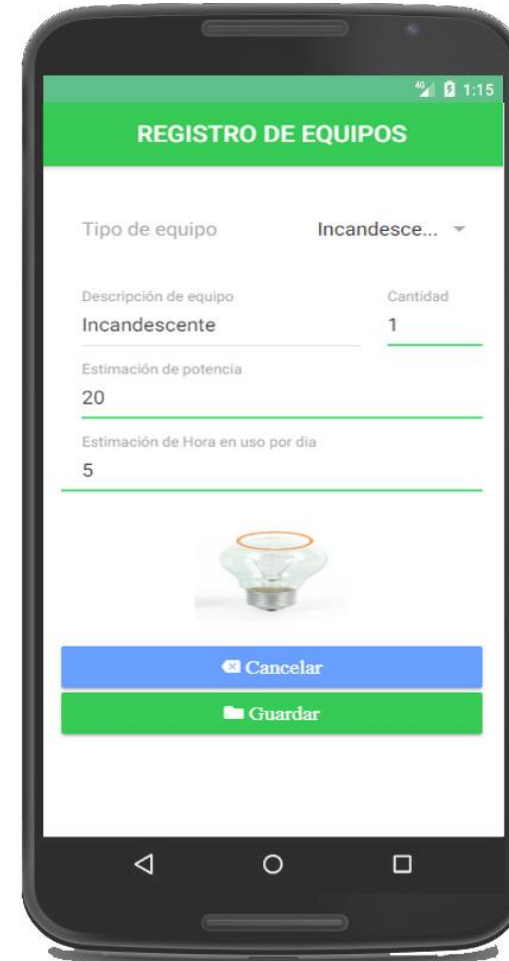 4G 1:15
REGISTRO DE EQUIPOS
Tipo de equipo Incandesce...
Descripción de equipo Cantidad
Incandescente 1
Estimación de potencia
20
Estimación de Hora en uso por dia
5
Cancelar
Guardar